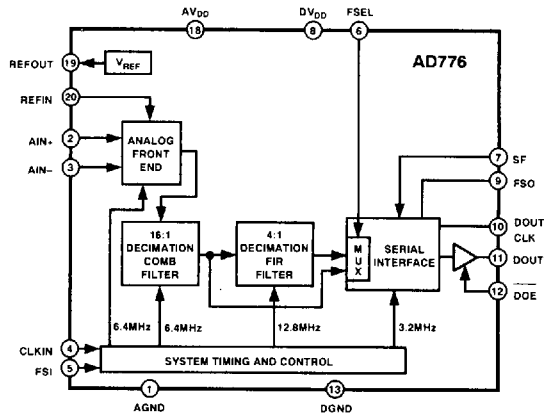 AVDD
DVDD
FSEL
18
8
6
AD776
REFOUT
19
VREF
REFIN
20
AIN+
2
ANALOG
FRONT
END
AIN–
3
7
SF
9
FSO
16:1
DECIMATION
COMB
FILTER
4:1
DECIMATION
FIR
FILTER
MUX
SERIAL
INTERFACE
10
DOUT
CLK
11
DOUT
12
DOE
6.4MHz
6.4MHz
12.8MHz
3.2MHz
CLKIN
4
FSI
5
SYSTEM TIMING AND CONTROL
1
13
AGND
DGND